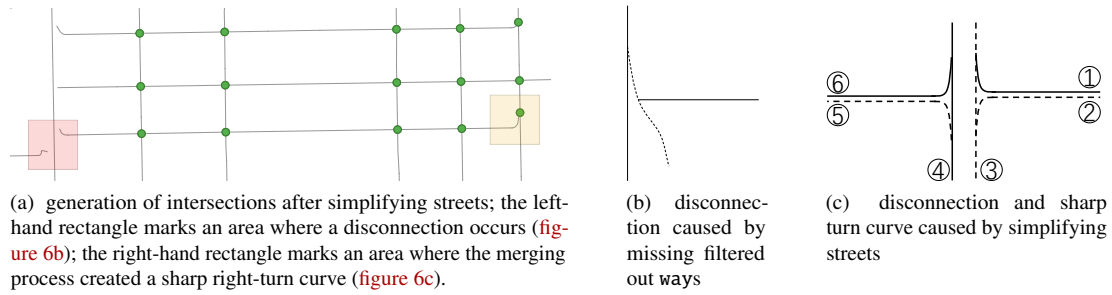 ⑥
⑤
①
②
④
③
(a) generation of intersections after simplifying streets; the left-
hand rectangle marks an area where a disconnection occurs (fig-
ure 6b); the right-hand rectangle marks an area where the merging
process created a sharp right-turn curve (figure 6c).
(b) disconnec-
tion caused by
missing filtered
out ways
(c) disconnection and sharp
turn curve caused by simplifying
streets